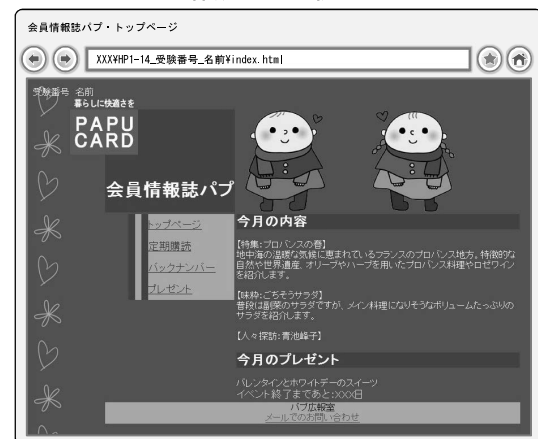 会員情報誌パブ・トップページ
XXX¥HP1-14_受験番号_名前¥index.html
受験番号 名前
暮らしに快適さを
PAPU
CARD
会員情報誌パプ
トップページ
定期購読
バックナンバー
プレゼント
今月の内容
【特集:プロバンスの春】
地中海の温暖な気候に恵まれているフランスのプロバンス地方。特徴的な
自然や世界遺産、オリーブやハーブを用いたプロバンス料理やロゼワイン
を紹介します。
【味粋:ごちそうサラダ】
普段は副菜のサラダですが、メイン料理になりそうなボリュームたっぷりの
サラダを紹介します。
【人々探訪:青池峰子】
今月のプレゼント
バレンタインとホワイトデーのスイーツ
イベント終了まであと:XXX日
パプ広報室
メールでのお問い合わせ